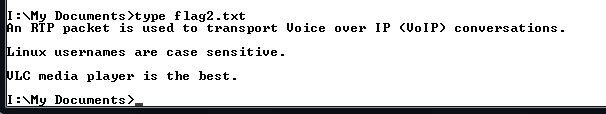 I:\My Documents>type flag2.txt
An RTP packet is used to transport Voice over IP (VoIP) conversations.
Linux usernames are case sensitive.
VLC media player is the best.
I:\My Documents>_